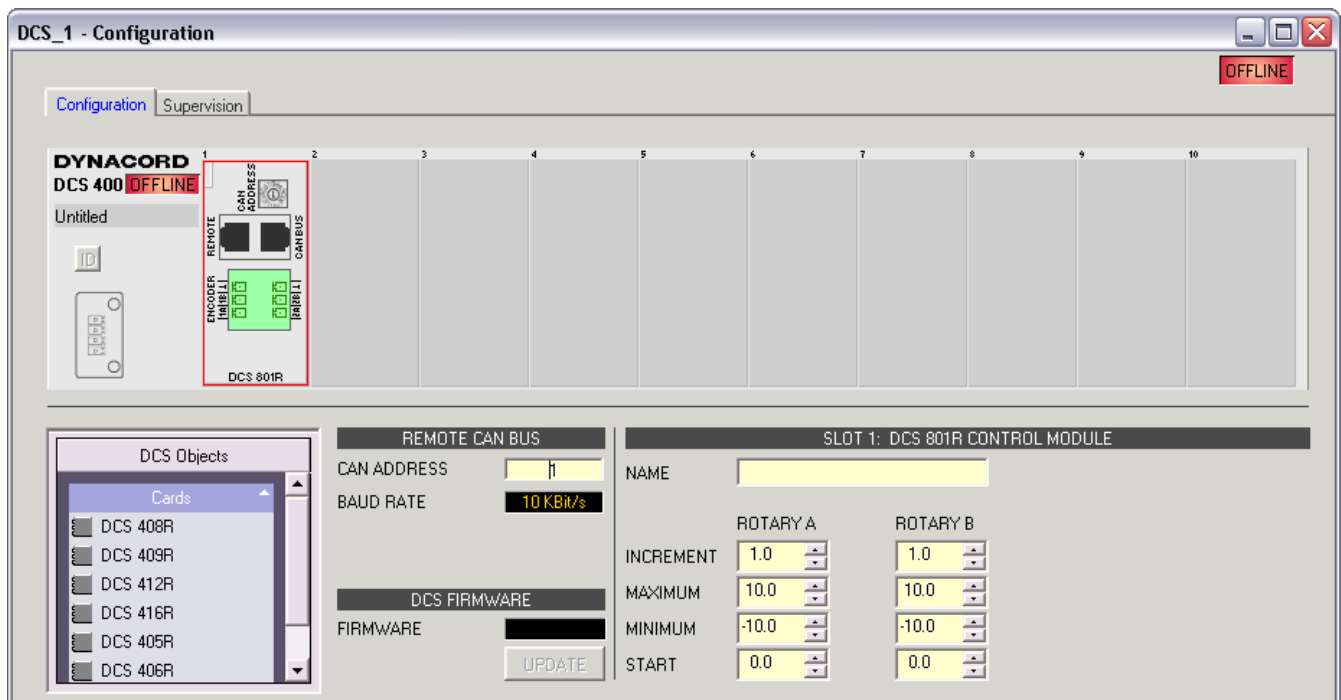 DCS_1 - Configuration
OFFLINE
Configuration Supervision
DYNACORD
DCS 400 OFFLINE
Untitled
ID
1 2 3 4 5 6 7 8 9 10
CAN ADDRESS
REMOTE
CAN BUS
ENCODER
|1A|1B|⊥|
|2A|2B|⊥|
DCS 801R
DCS Objects
Cards
DCS 408R
DCS 409R
DCS 412R
DCS 416R
DCS 405R
DCS 406R
REMOTE CAN BUS
CAN ADDRESS 1
BAUD RATE 10 KBit/s
DCS FIRMWARE
FIRMWARE
UPDATE
SLOT 1: DCS 801R CONTROL MODULE
NAME
ROTARY A ROTARY B
INCREMENT 1.0 1.0
MAXIMUM 10.0 10.0
MINIMUM -10.0 -10.0
START 0.0 0.0